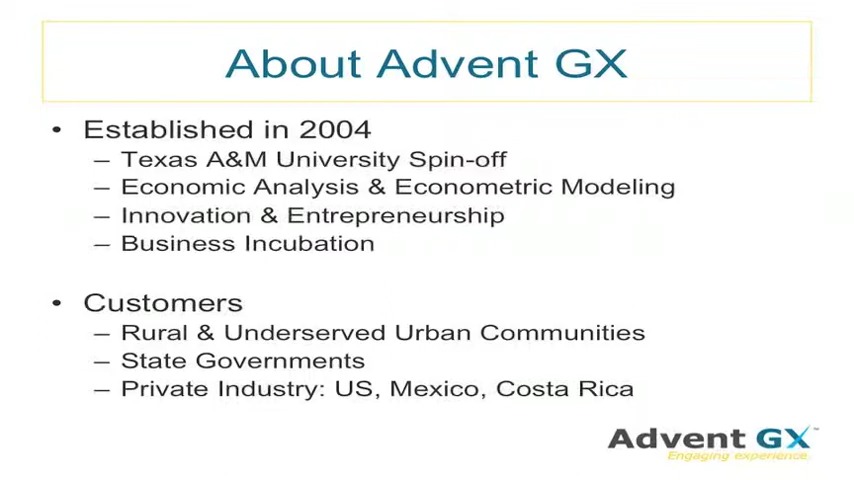 About Advent GX
• Established in 2004
– Texas A&M University Spin-off
– Economic Analysis & Econometric Modeling
– Innovation & Entrepreneurship
– Business Incubation
• Customers
– Rural & Underserved Urban Communities
– State Governments
– Private Industry: US, Mexico, Costa Rica
Advent GX™
Engaging experience.